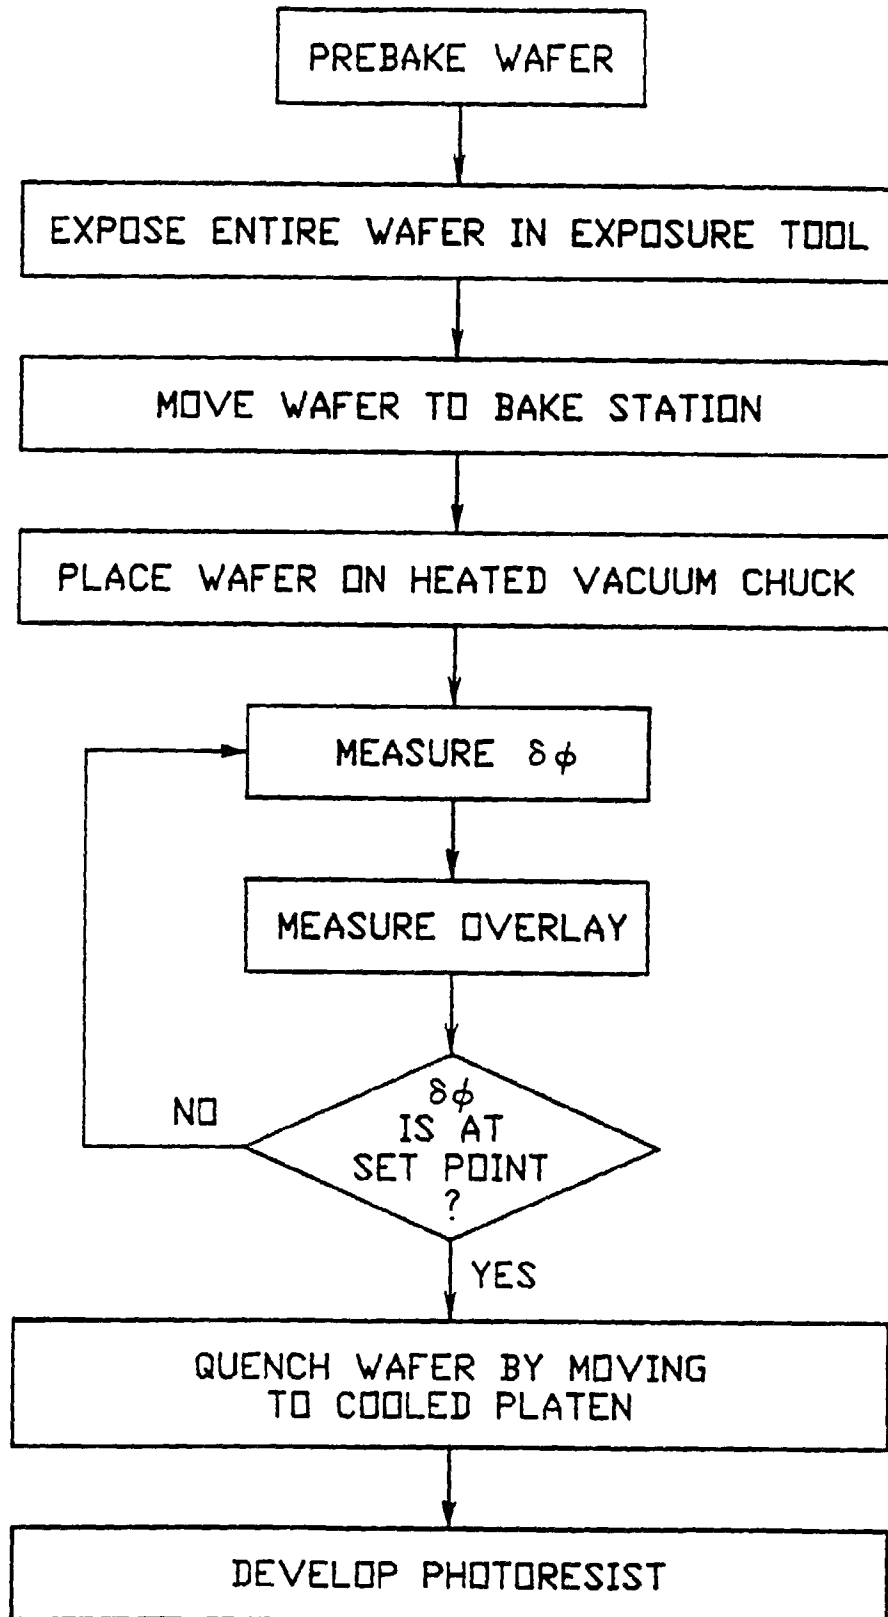 PREBAKE WAFER
EXPOSE ENTIRE WAFER IN EXPOSURE TOOL
MOVE WAFER TO BAKE STATION
PLACE WAFER ON HEATED VACUUM CHUCK
MEASURE δϕ
MEASURE OVERLAY
δϕ
IS AT
SET POINT
?
NO
YES
QUENCH WAFER BY MOVING
TO COOLED PLATEN
DEVELOP PHOTORESIST